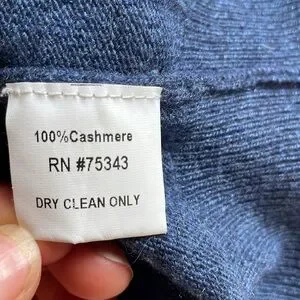 100%Cashmere
RN #75343
DRY CLEAN ONLY